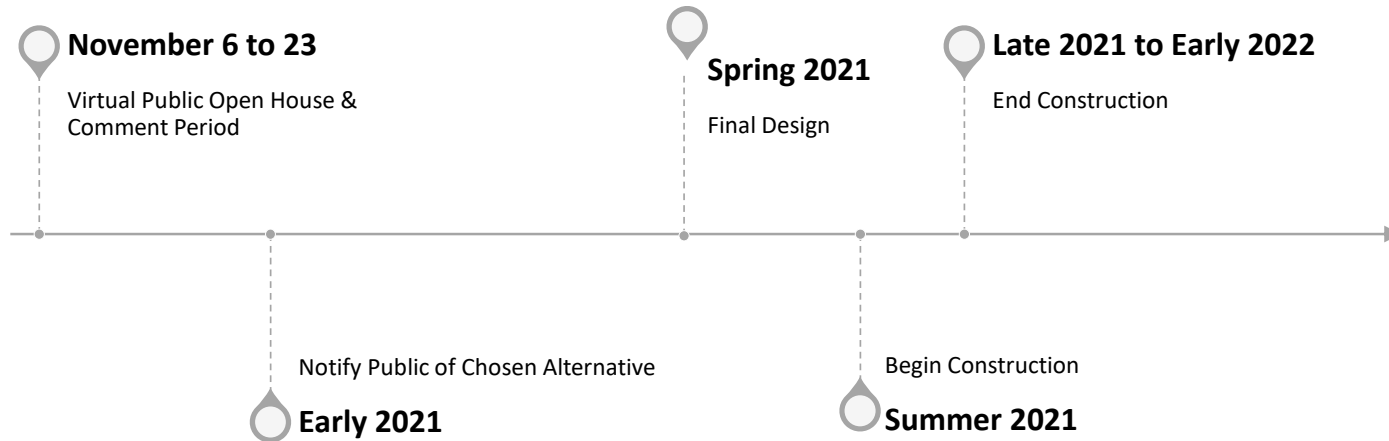 November 6 to 23
Virtual Public Open House &
Comment Period
Notify Public of Chosen Alternative
Early 2021
Spring 2021
Final Design
Begin Construction
Summer 2021
Late 2021 to Early 2022
End Construction